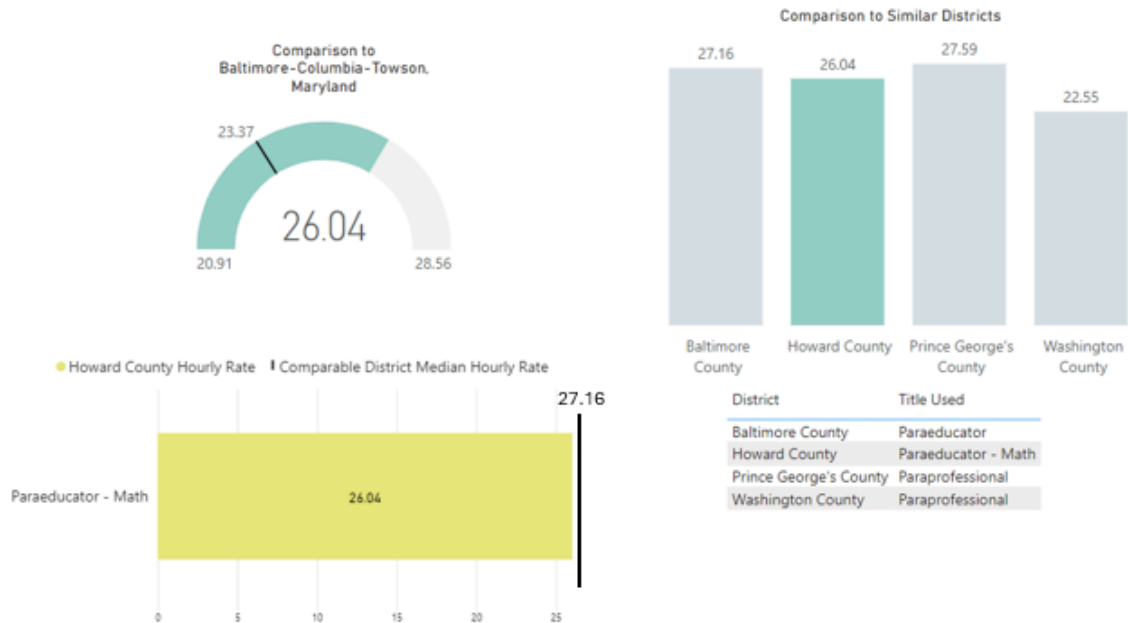 Comparison to
Baltimore-Columbia-Towson,
Maryland
23.37
26.04
20.91
28.56
Comparison to Similar Districts
27.16
26.04
27.59
22.55
Baltimore
County
Howard County
Prince George's
County
Washington
County
District Title Used
Baltimore County Paraeducator
Howard County Paraeducator - Math
Prince George's County Paraprofessional
Washington County Paraprofessional
Howard County Hourly Rate Comparable District Median Hourly Rate
27.16
Paraeducator - Math
26.04
0 5 10 15 20 25